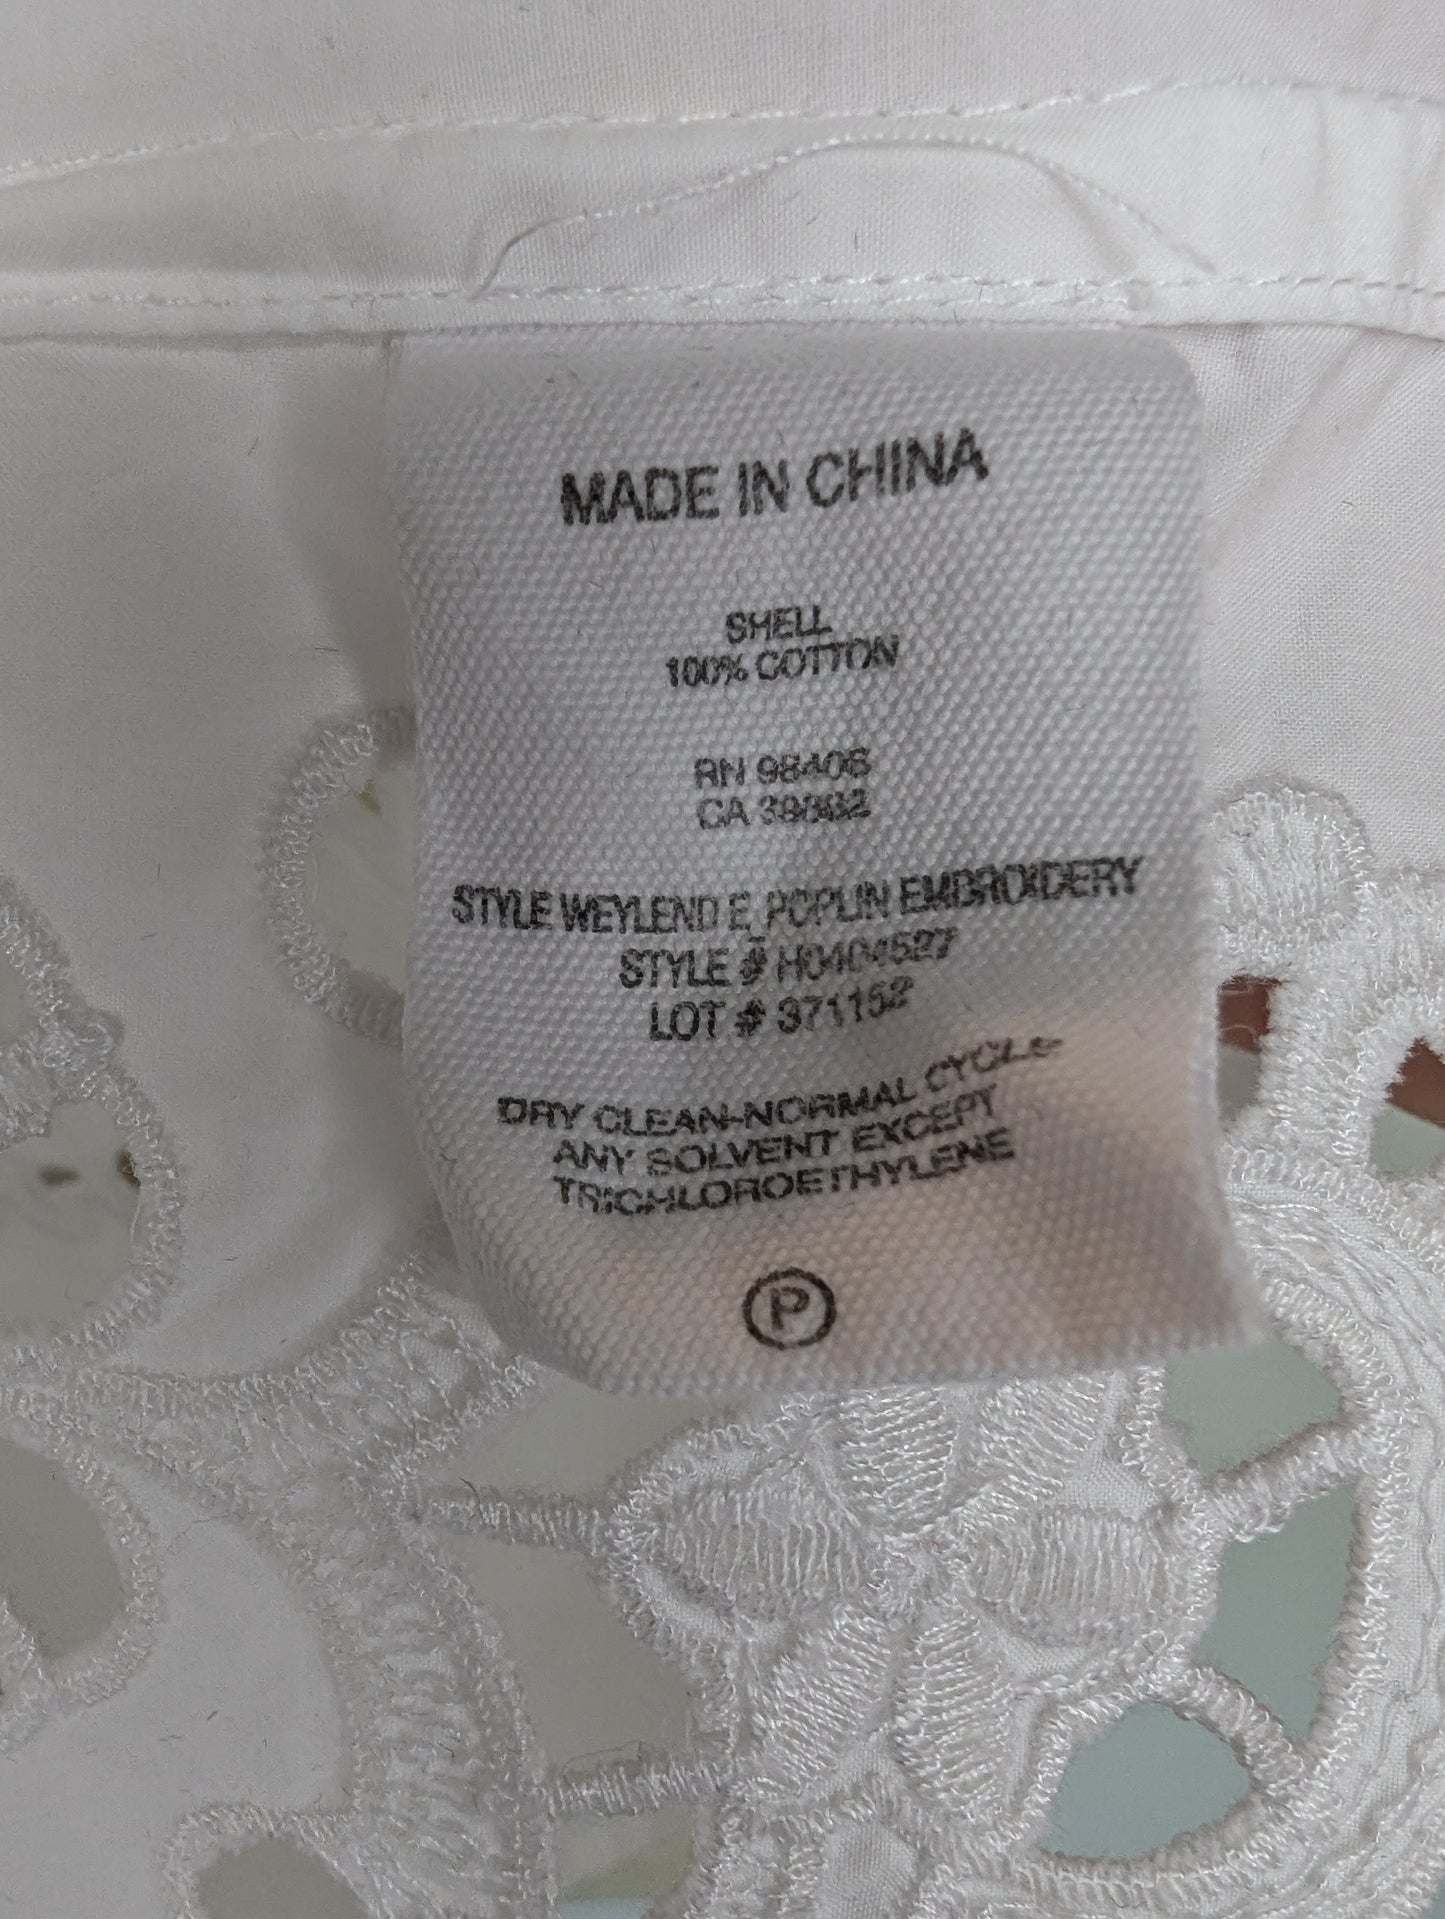 MADE IN CHINA
SHELL
100% COTTON
RN 98406
CA
STYLE WEYLEND E_POPLIN EMBROIDERY
STYLE # H0404527
LOT # 371152
DRY CLEAN-NORMAL CYCLE
ANY SOLVENT EXCEPT
TRICHLOROETHYLENE
P